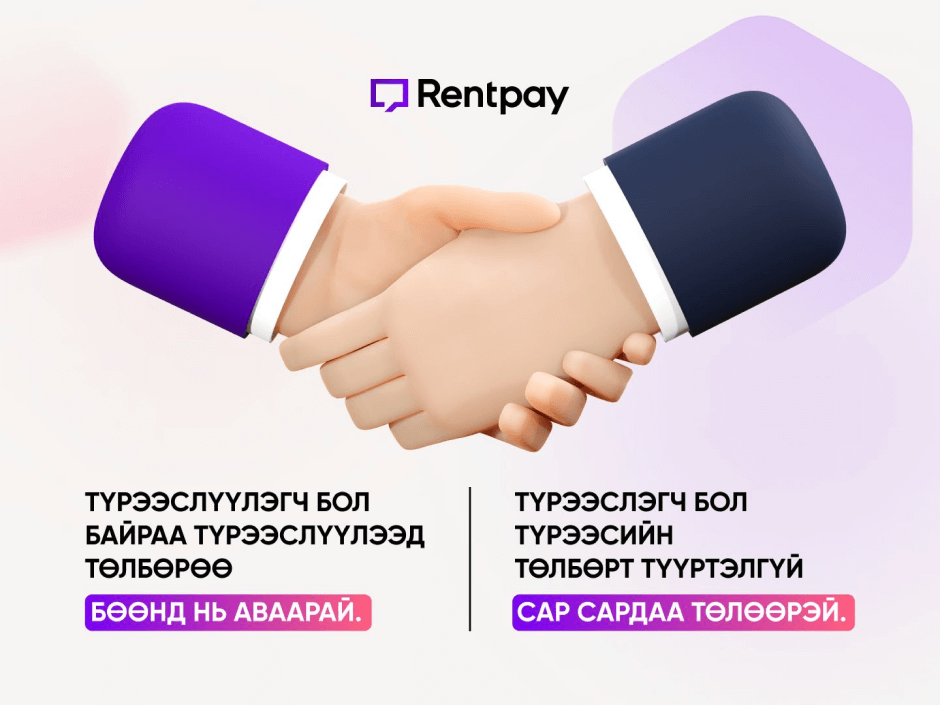 Rentpay
ТҮРЭЭСЛҮҮЛЭГЧ БОЛ
БАЙРАА ТҮРЭЭСЛҮҮЛЭЭД
ТӨЛБӨРӨӨ
БӨӨНД НЬ АВААРАЙ.
ТҮРЭЭСЛЭГЧ БОЛ
ТҮРЭЭСИЙН
ТӨЛБӨРТ ТҮҮРТЭЛГҮЙ
САР САРДАА ТӨЛӨӨРЭЙ.